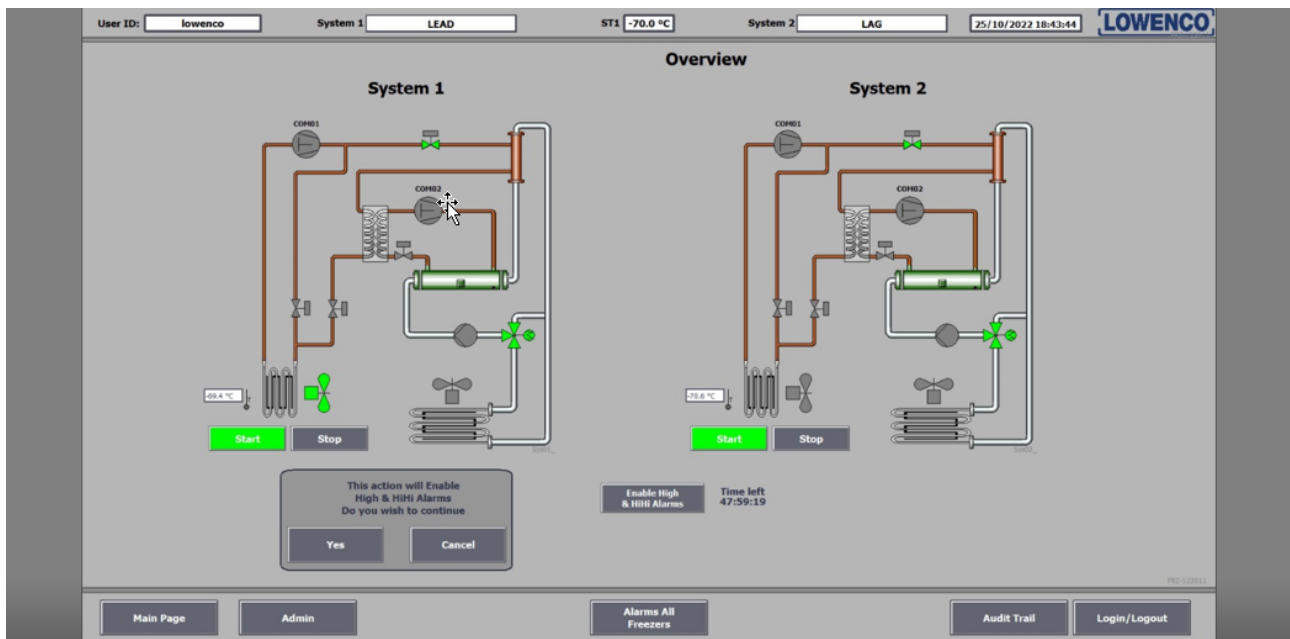 User ID: lowenco System 1 LEAD ST1 -70.0 °C System 2 LAG 25/10/2022 18:43:44 LOWENCO
Overview
System 1 System 2
COM01 COM01
COM02 COM02
-69.4 °C -70.6 °C
Start Stop Start Stop
This action will Enable
High & HiHi Alarms
Do you wish to continue
Yes Cancel
Enable High
& HiHi Alarms
Time left
47:59:19
Main Page Admin
Alarms All
Freezers
Audit Trail Login/Logout